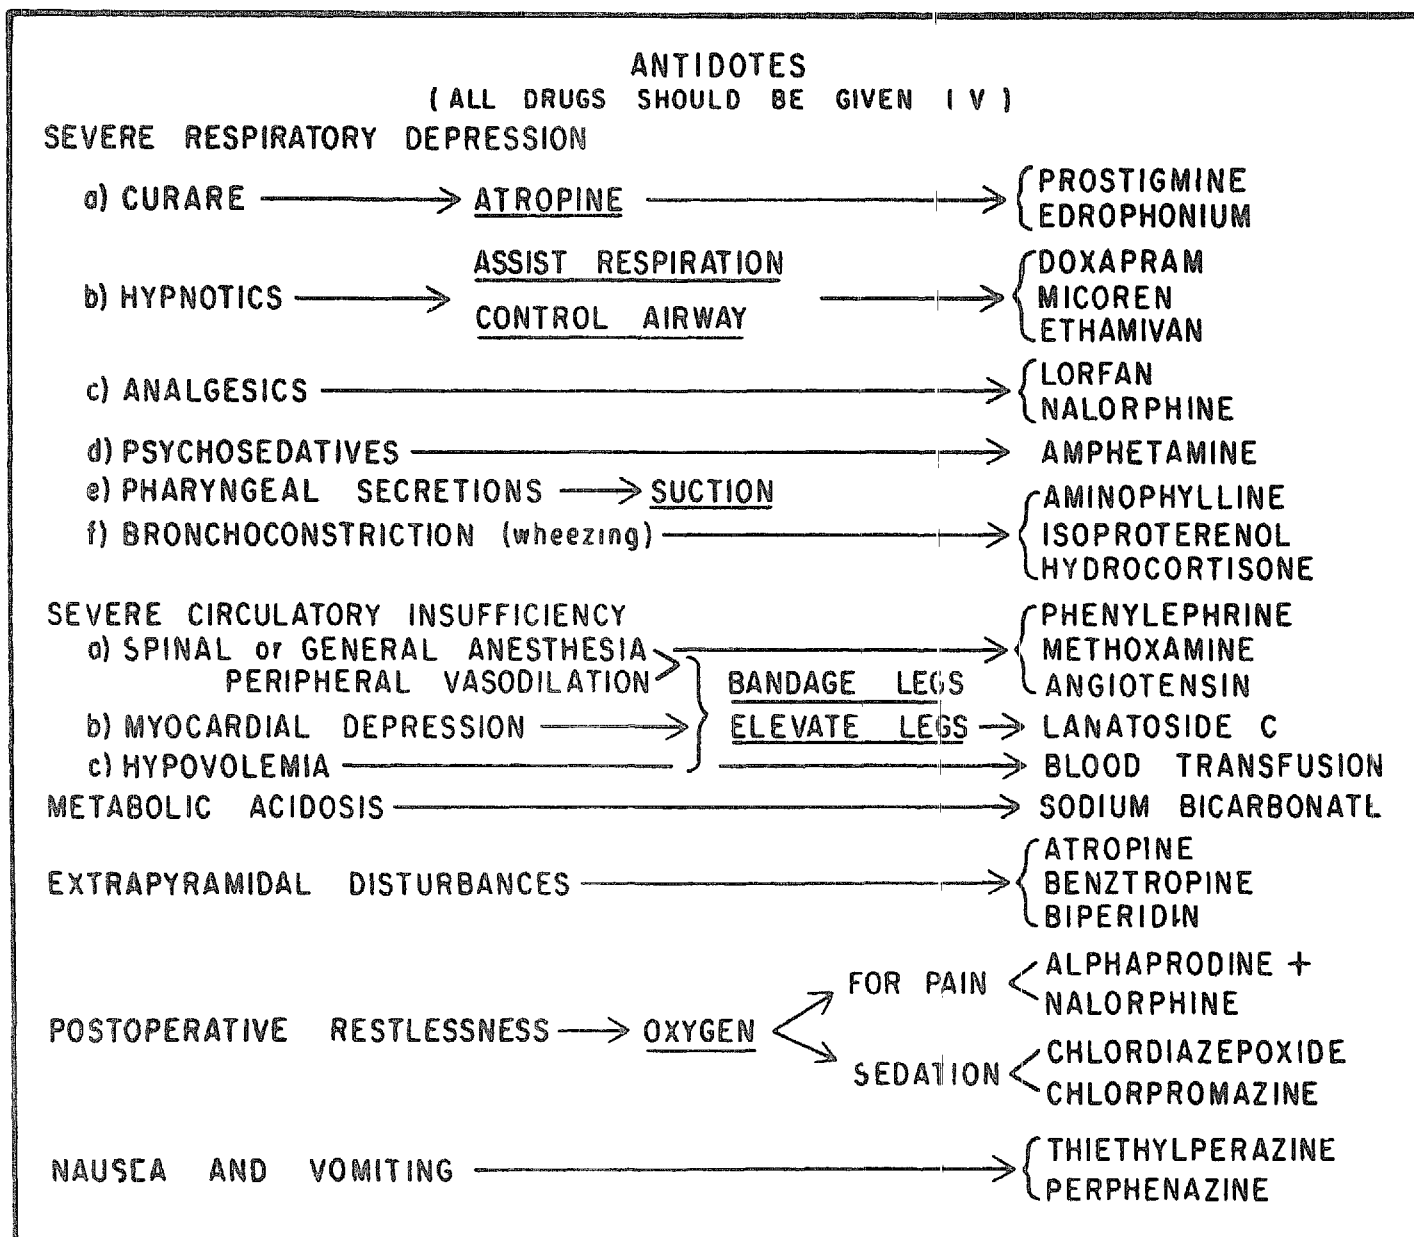 ANTIDOTES
(ALL DRUGS SHOULD BE GIVEN IV)
SEVERE RESPIRATORY DEPRESSION
a) CURARE ATROPINE PROSTIGMINE
EDROPHONIUM
ASSIST RESPIRATION DOXAPRAM
b) HYPNOTICS MICOREN
CONTROL AIRWAY ETHAMIVAN
c) ANALGESICS LORFAN
NALORPHINE
d) PSYCHOSEDATIVES AMPHETAMINE
e) PHARYNGEAL SECRETIONS SUCTION
f) BRONCHOCONSTRICTION (wheezing) AMINOPHYLLINE
ISOPROTERENOL
HYDROCORTISONE
SEVERE CIRCULATORY INSUFFICIENCY
a) SPINAL or GENERAL ANESTHESIA PHENYLEPHRINE
METHOXAMINE
PERIPHERAL VASODILATION BANDAGE LEGS ANGIOTENSIN
b) MYOCARDIAL DEPRESSION ELEVATE LEGS LANATOSIDE C
c) HYPOVOLEMIA BLOOD TRANSFUSION
METABOLIC ACIDOSIS SODIUM BICARBONATE
EXTRAPYRAMIDAL DISTURBANCES ATROPINE
BENZTROPINE
BIPERIDIN
POSTOPERATIVE RESTLESSNESS OXYGEN
FOR PAIN ALPHAPRODINE +
NALORPHINE
SEDATION CHLORDIAZEPOXIDE
CHLORPROMAZINE
NAUSEA AND VOMITING THIETHYLPERAZINE
PERPHENAZINE